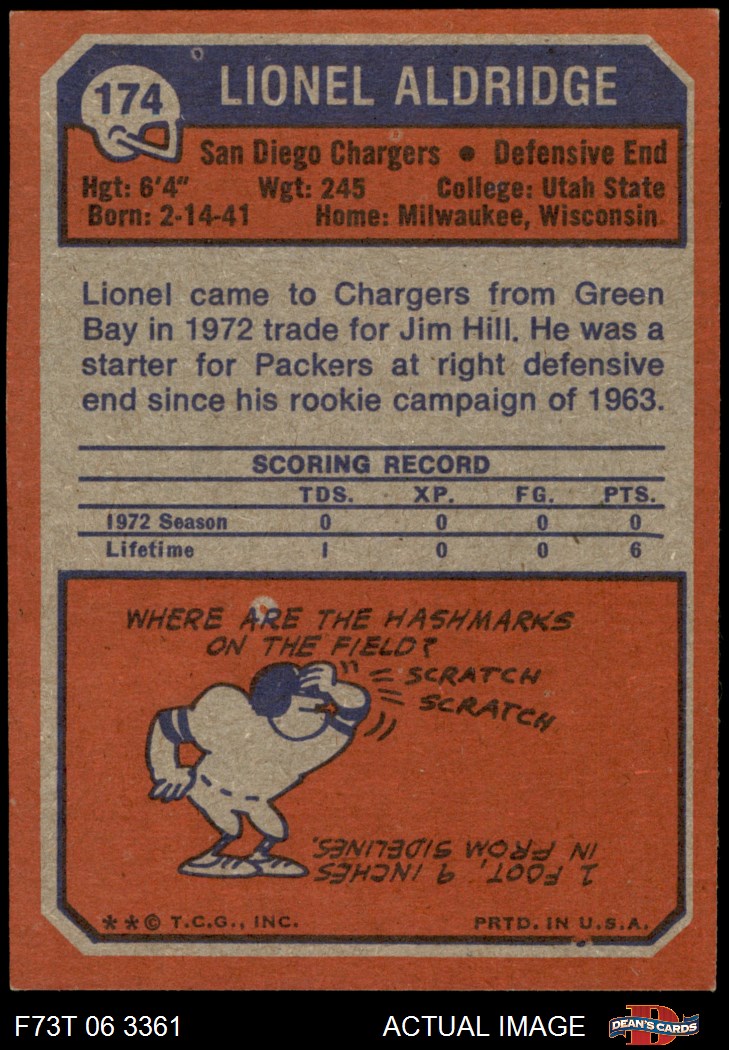 174
LIONEL ALDRIDGE
San Diego Chargers • Defensive End
Hgt: 6'4" Wgt: 245 College: Utah State
Born: 2-14-41 Home: Milwaukee, Wisconsin
Lionel came to Chargers from Green
Bay in 1972 trade for Jim Hill. He was a
starter for Packers at right defensive
end since his rookie campaign of 1963.
SCORING RECORD
TDS. XP. FG. PTS.
1972 Season 0 0 0 0
Lifetime 1 0 0 6
WHERE ARE THE HASHMARKS
ON THE FIELD?
SCRATCH
SCRATCH
1 FOOT, 9 INCHES
IN FROM SIDELINES.
**© T.C.G., INC. PRTD. IN U.S.A.
F73T 06 3361 ACTUAL IMAGE DEAN'S CARDS